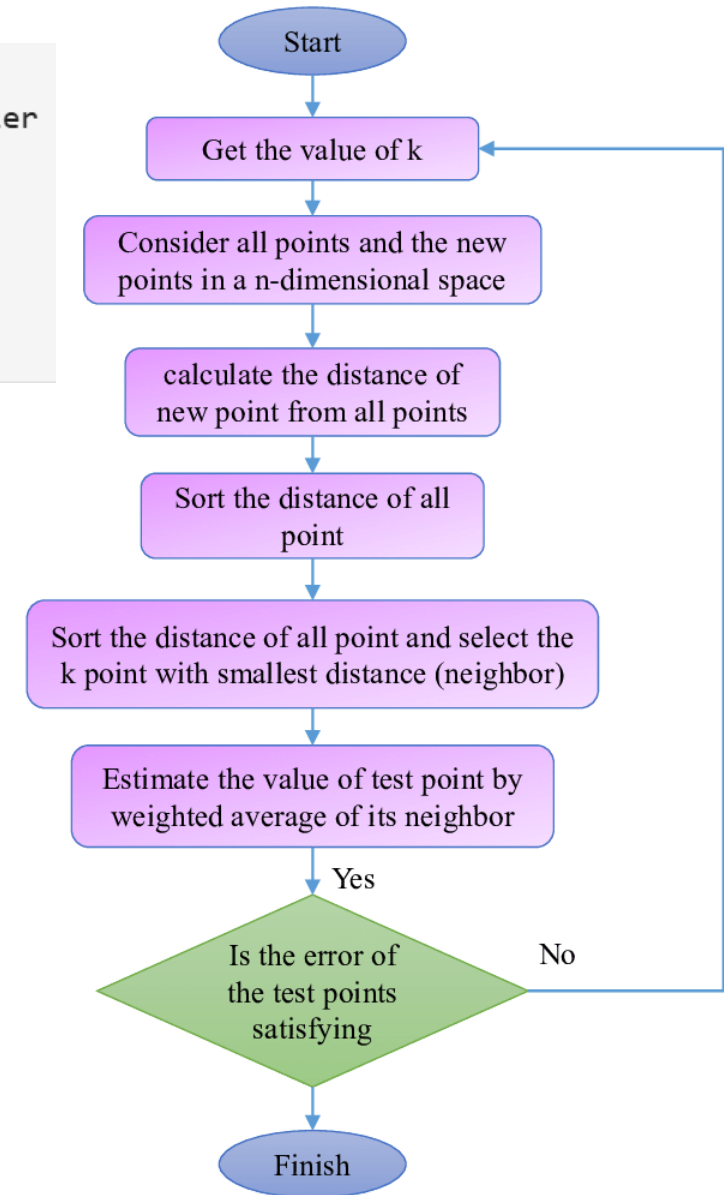 Start
er
Get the value of k
Consider all points and the new
points in a n-dimensional space
calculate the distance of
new point from all points
Sort the distance of all
point
Sort the distance of all point and select the
k point with smallest distance (neighbor)
Estimate the value of test point by
weighted average of its neighbor
Yes
Is the error of
the test points
satisfying
No
Finish